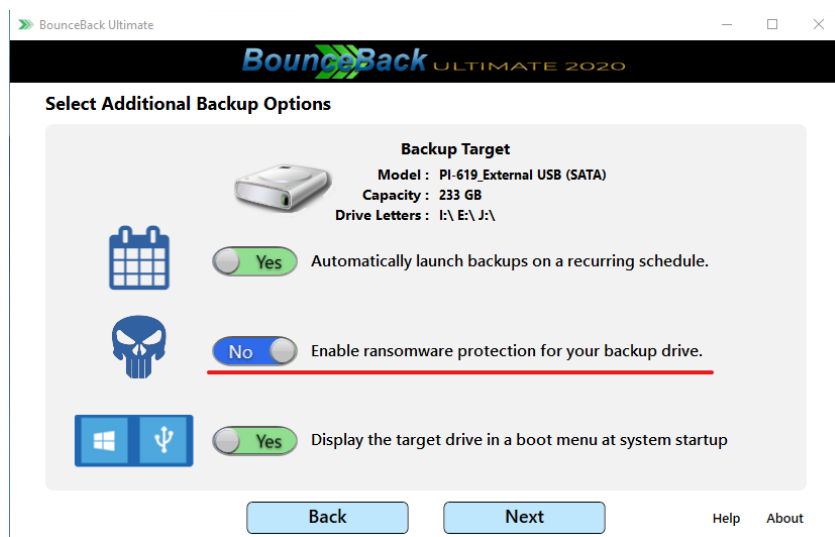 BounceBack Ultimate
BounceBack ULTIMATE 2020
Select Additional Backup Options
Backup Target
Model : PI-619_External USB (SATA)
Capacity : 233 GB
Drive Letters : I:\ E:\ J:\
Yes Automatically launch backups on a recurring schedule.
No Enable ransomware protection for your backup drive.
Yes Display the target drive in a boot menu at system startup
Back Next Help About